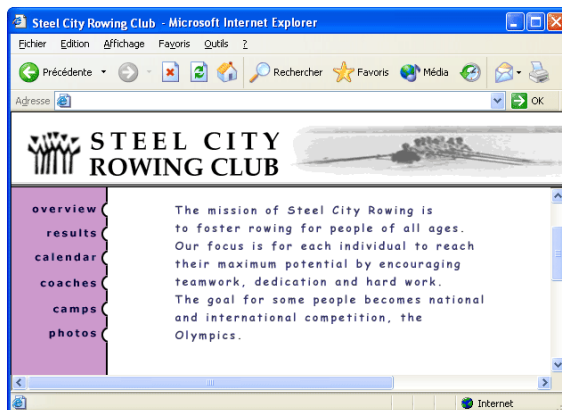 Steel City Rowing Club - Microsoft Internet Explorer
Fichier Edition Affichage Favoris Outils ?
Précédente Rechercher Favoris Média
Adresse OK
STEEL CITY
ROWING CLUB
overview
results
calendar
coaches
camps
photos
The mission of Steel City Rowing is
to foster rowing for people of all ages.
Our focus is for each individual to reach
their maximum potential by encouraging
teamwork, dedication and hard work.
The goal for some people becomes national
and international competition, the
Olympics.
Internet